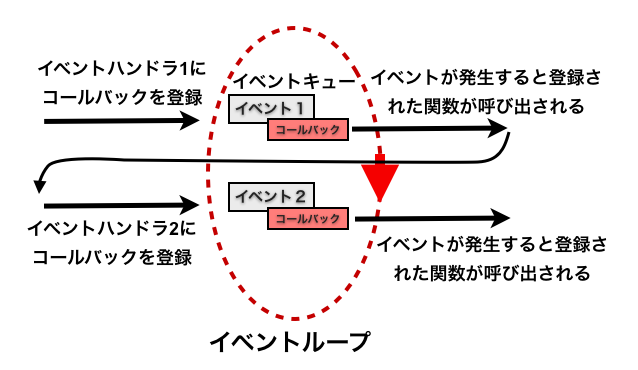 イベントハンドラ1に
コールバックを登録
イベントキュー
イベント1
コールバック
イベントが発生すると登録さ
れた関数が呼び出される
イベントハンドラ2に
コールバックを登録
イベント2
コールバック
イベントが発生すると登録さ
れた関数が呼び出される
イベントループ